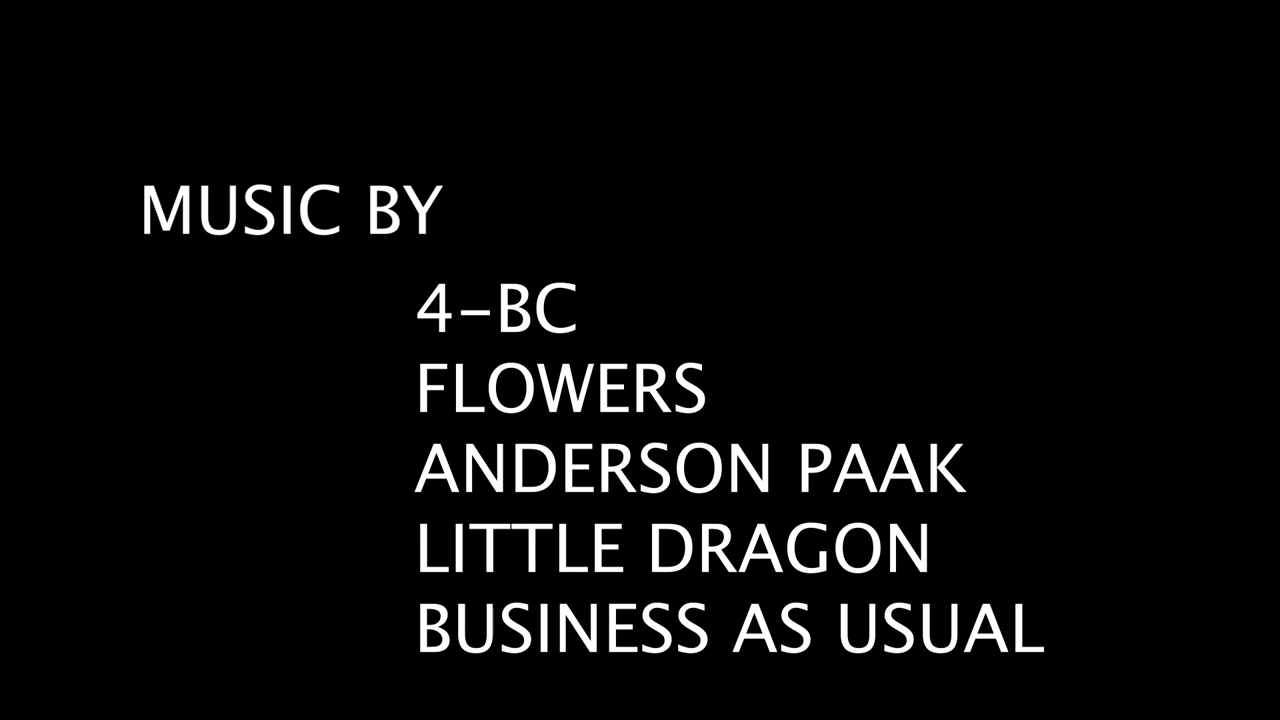 MUSIC BY
4-BC
FLOWERS
ANDERSON PAAK
LITTLE DRAGON
BUSINESS AS USUAL